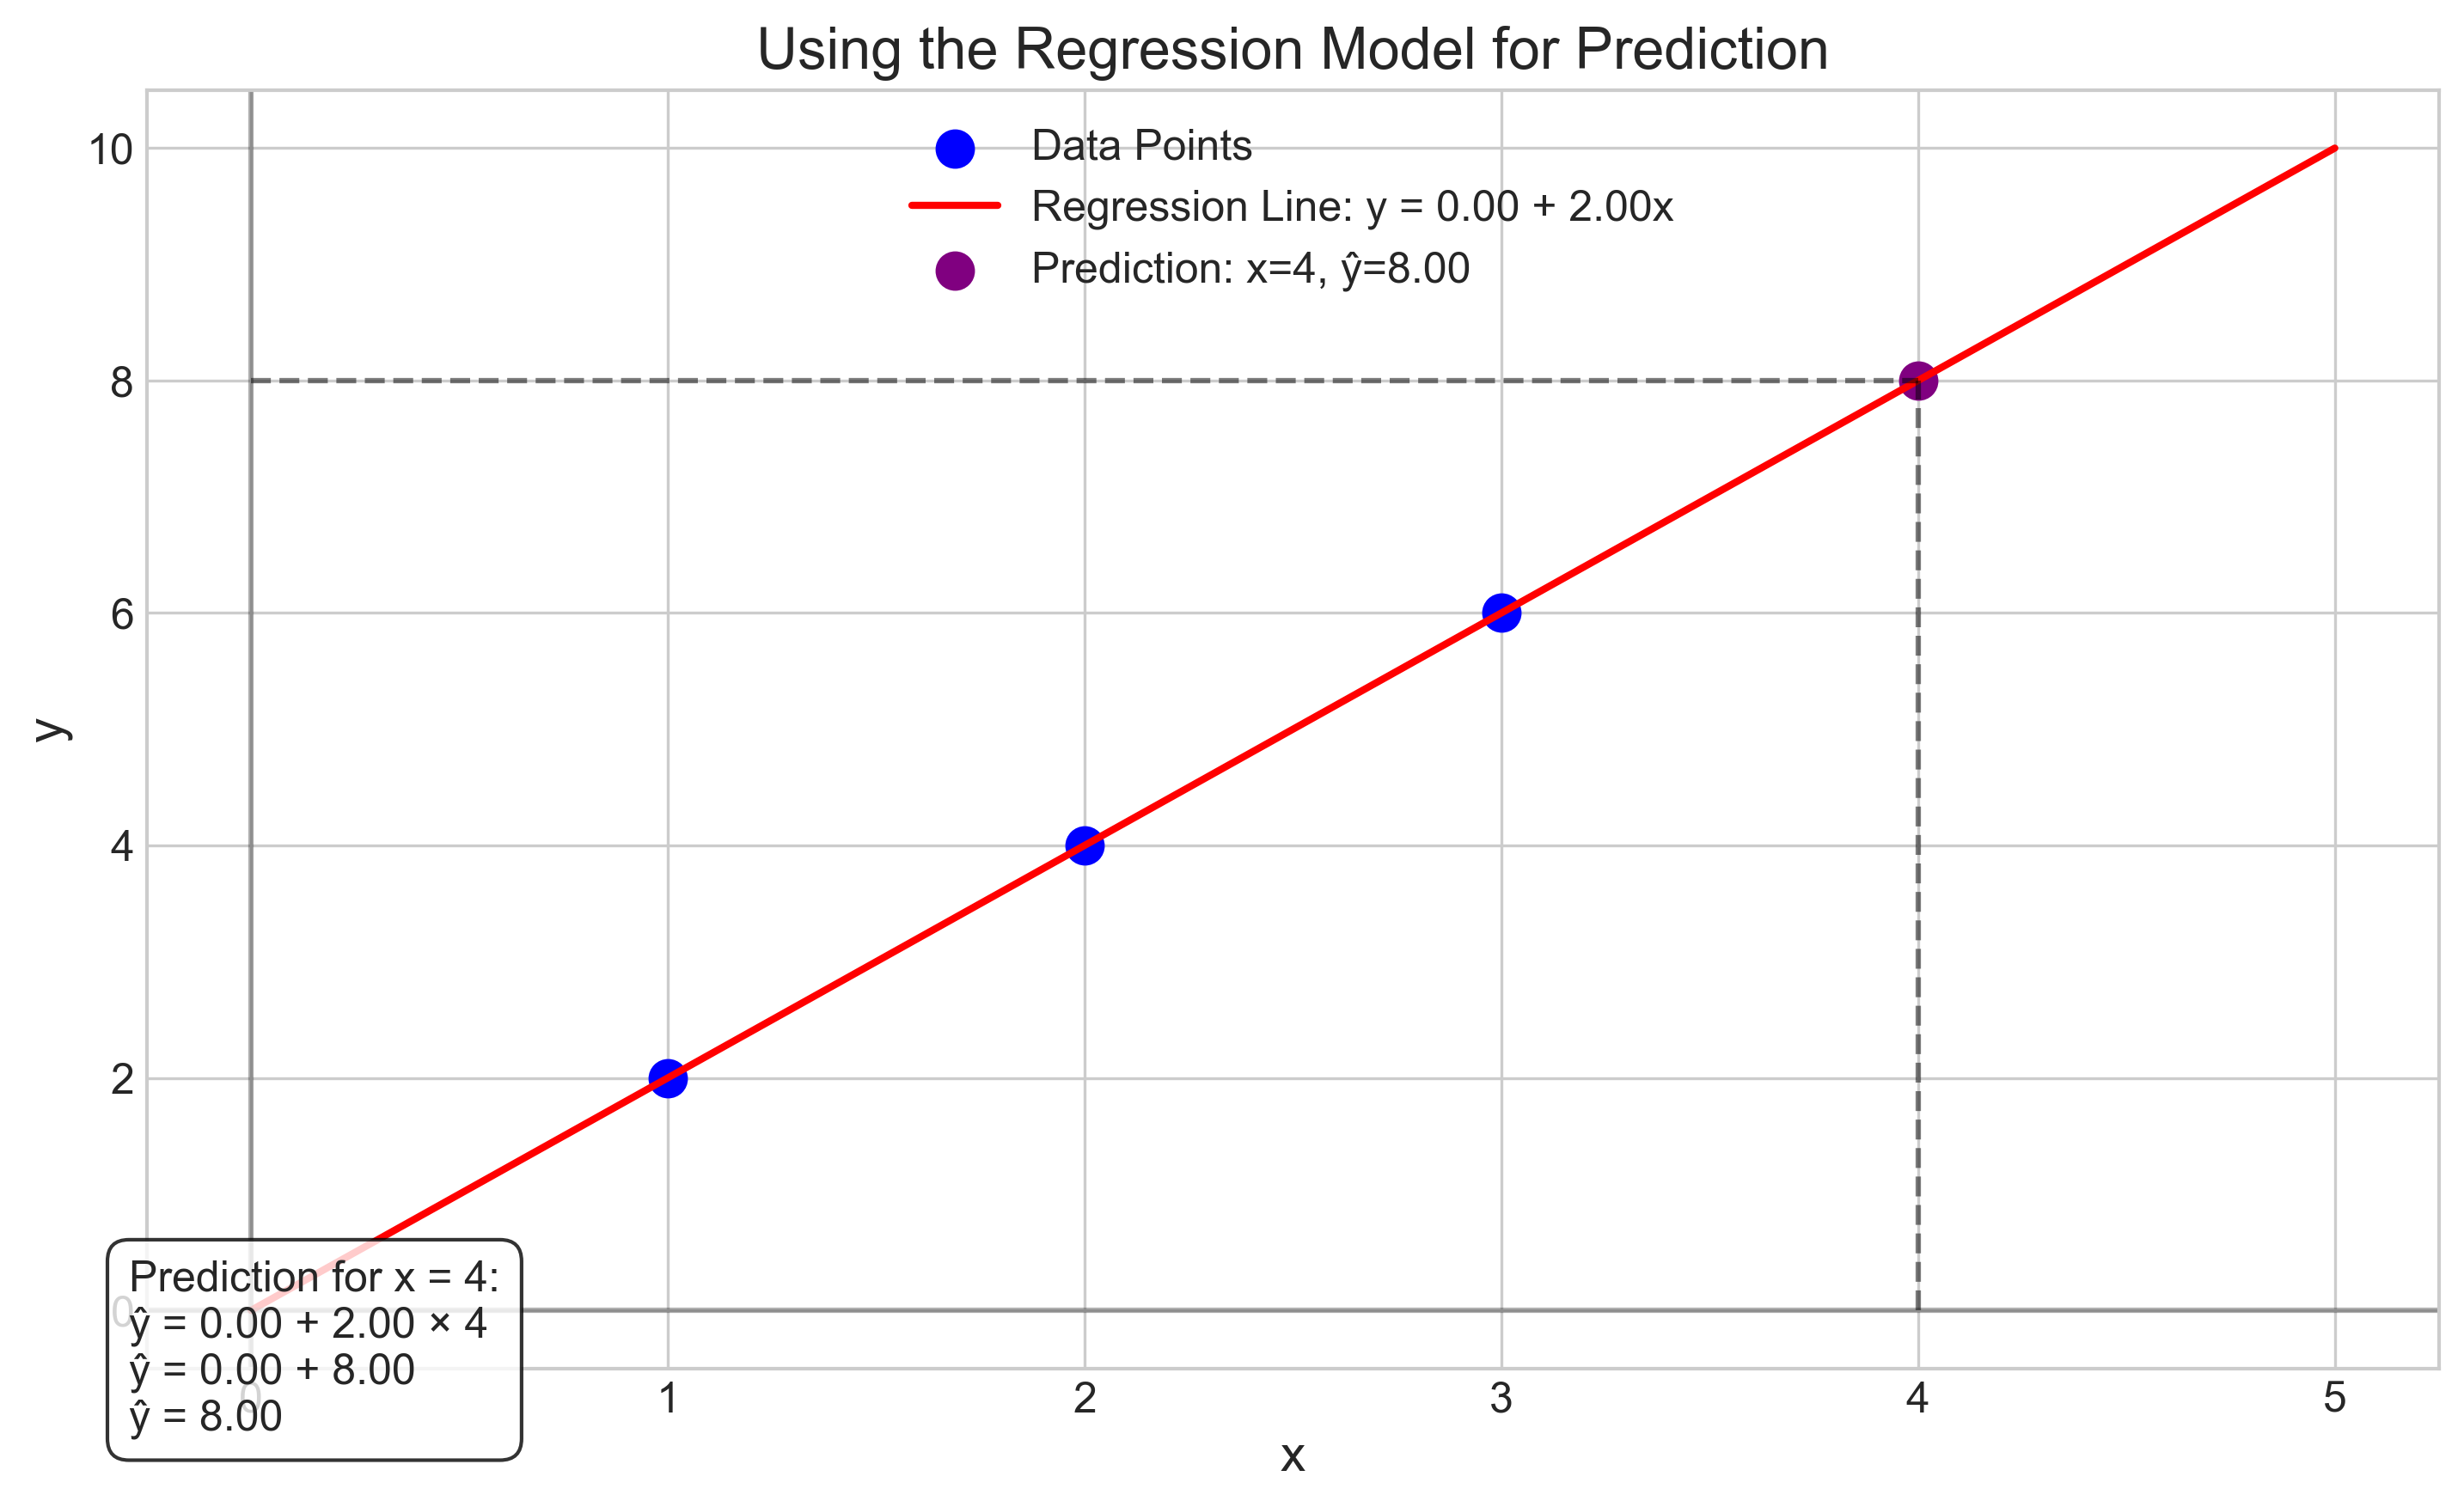 Using the Regression Model for Prediction
Data Points
Regression Line: y = 0.00 + 2.00x
Prediction: x=4, ŷ=8.00
10
8
6
4
2
0
y
Prediction for x = 4:
ŷ = 0.00 + 2.00 × 4
ŷ = 0.00 + 8.00
ŷ = 8.00
0 1 2 3 4 5
x